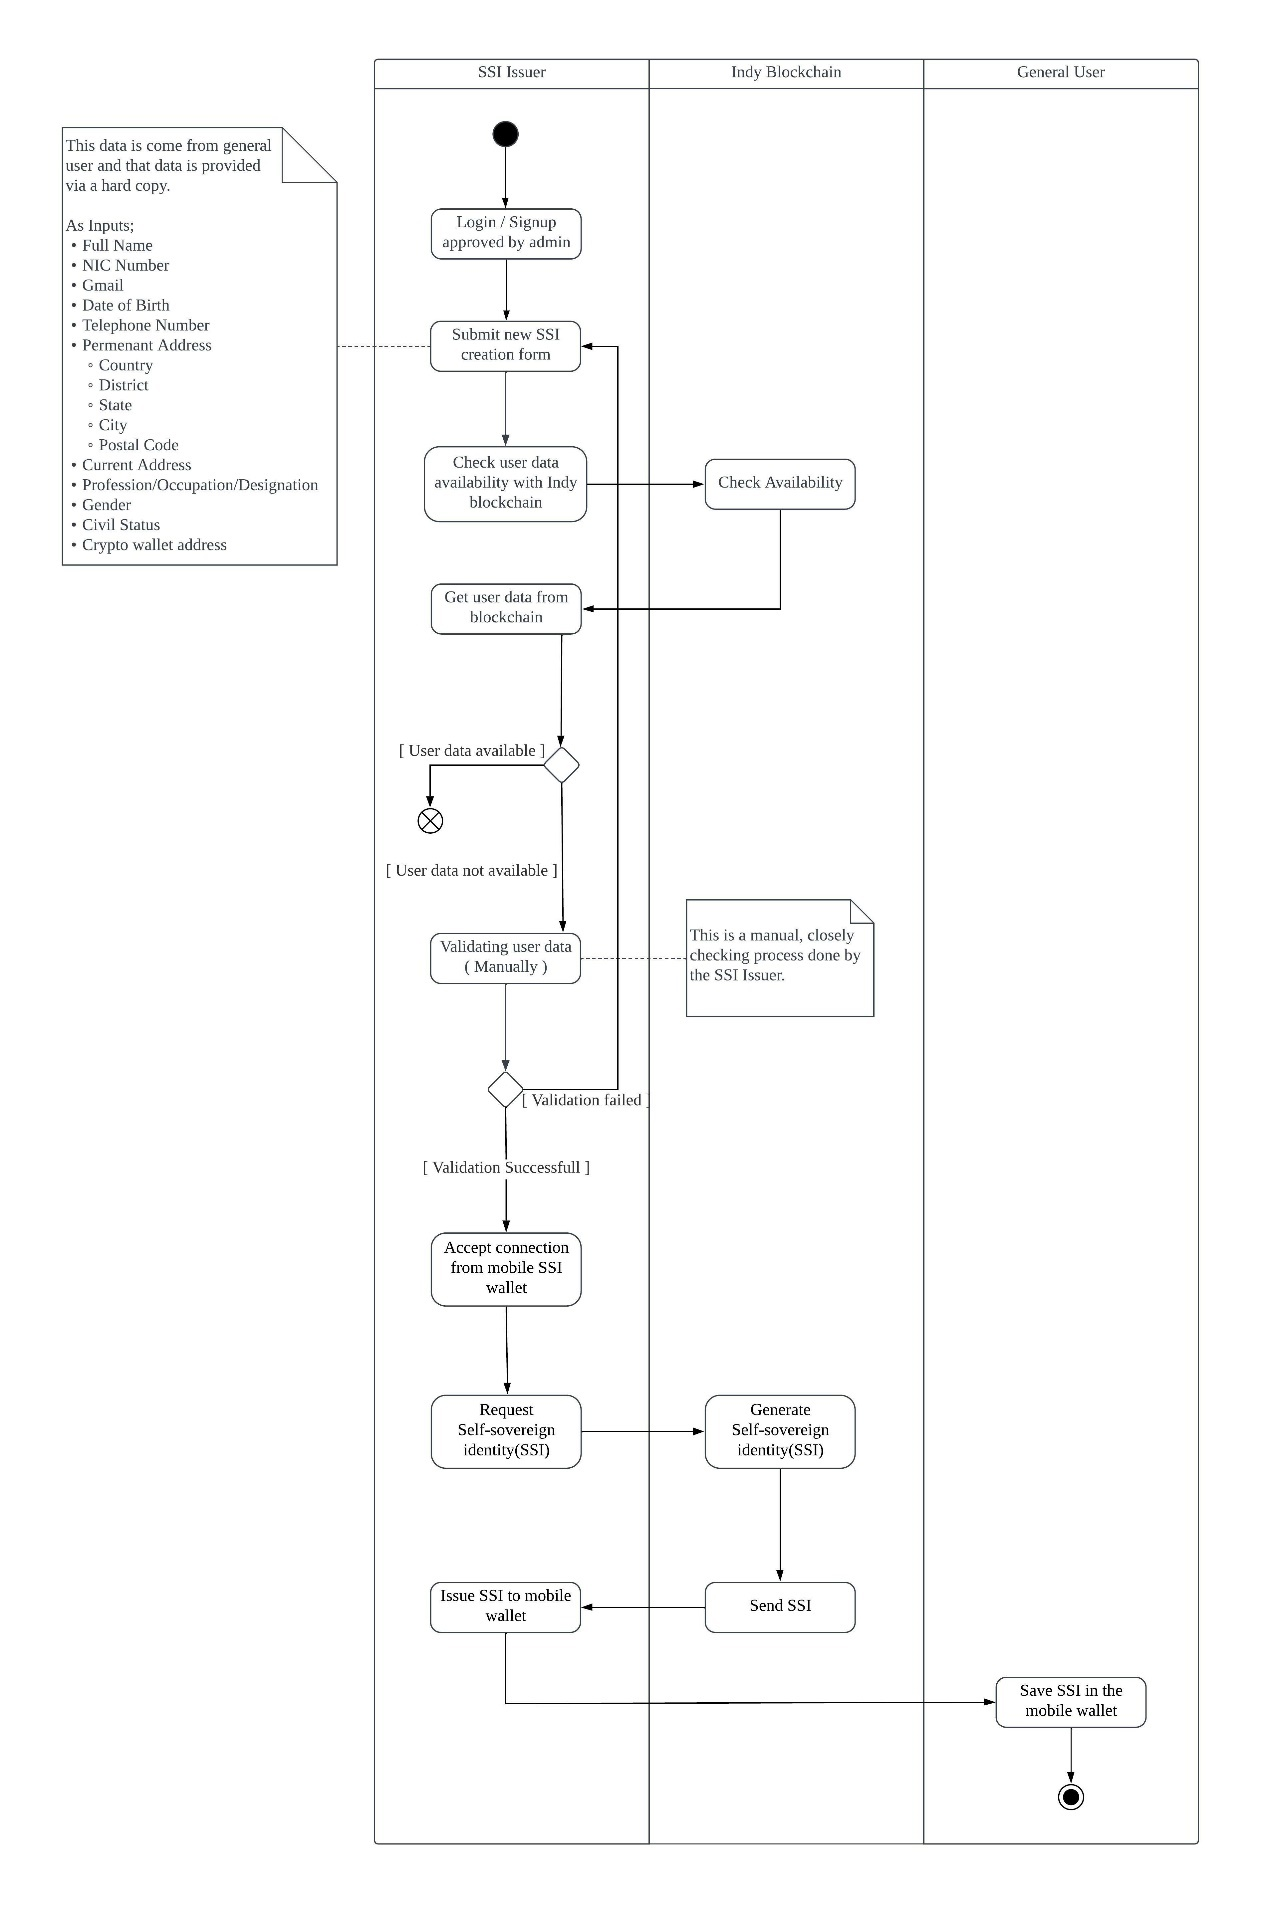 SSI Issuer
Indy Blockchain
General User
This data is come from general
user and that data is provided
via a hard copy.
As Inputs;
• Full Name
• NIC Number
• Gmail
• Date of Birth
• Telephone Number
• Permenant Address
◦ Country
◦ District
◦ State
◦ City
◦ Postal Code
• Current Address
• Profession/Occupation/Designation
• Gender
• Civil Status
• Crypto wallet address
Login / Signup
approved by admin
Submit new SSI
creation form
Check user data
availability with Indy
blockchain
Check Availability
Get user data from
blockchain
[ User data available ]
[ User data not available ]
Validating user data
( Manually )
This is a manual, closely
checking process done by
the SSI Issuer.
[ Validation failed ]
[ Validation Successfull ]
Accept connection
from mobile SSI
wallet
Request
Self-sovereign
identity(SSI)
Generate
Self-sovereign
identity(SSI)
Issue SSI to mobile
wallet
Send SSI
Save SSI in the
mobile wallet